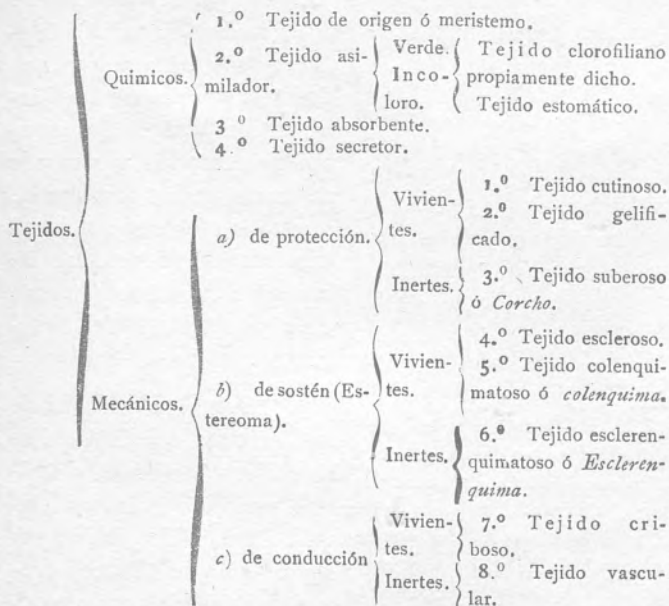 Tejidos.
Quimicos.
1.º Tejido de origen ó meristemo.
2.º Tejido asi-
milador.
Verde.
Inco-
loro.
Tejido clorofiliano
propiamente dicho.
Tejido estomático.
3 º Tejido absorbente.
4.º Tejido secretor.
Mecánicos.
a) de protección.
Vivien-
tes.
1.º Tejido cutinoso.
2.º Tejido gelifi-
cado.
Inertes.
3.º Tejido suberoso
ó Corcho.
b) de sostén (Es-
tereoma).
Vivien-
tes.
4.º Tejido escleroso.
5.º Tejido colenqui-
matoso ó colenquima.
Inertes.
6.º Tejido escleren-
quimatoso ó Escleren-
quima.
c) de conducción
Vivien-
tes.
7.º Tejido cri-
boso.
Inertes.
8.º Tejido vascu-
lar.